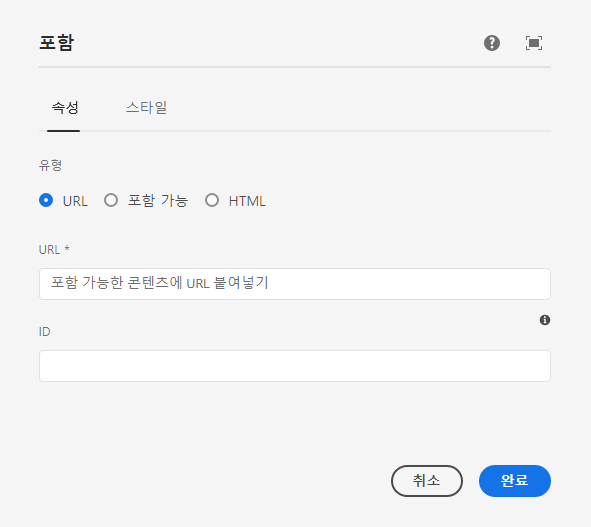 포함
속성 스타일
유형
URL 포함 가능 HTML
URL *
포함 가능한 콘텐츠에 URL 붙여넣기
ID
취소 완료